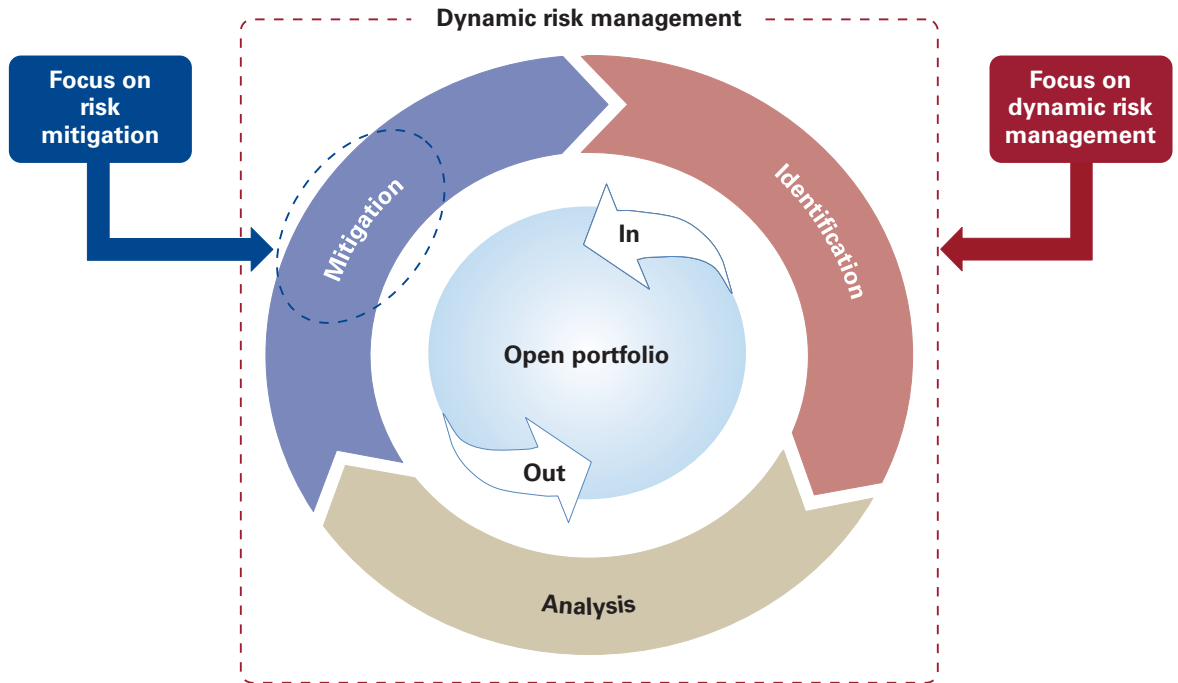 Dynamic risk management
Focus on
risk
mitigation
Focus on
dynamic risk
management
Mitigation
Identification
In
Open portfolio
Out
Analysis